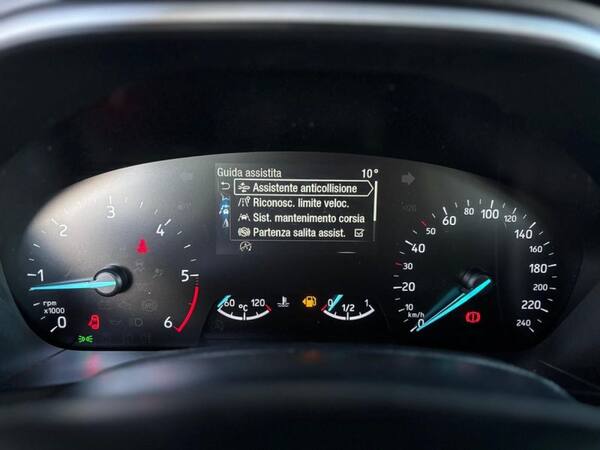 Guida assistita 10°
Assistente anticollisione
Riconosc. limite veloc.
Sist. mantenimento corsia
Partenza salita assist.
0 1 2 3 4 5 6
rpm
x1000
60 120
°C
0 1/2 1
0 10 20 30 40 50 60 80 100 120 140 160 180 200 220 240
km/h